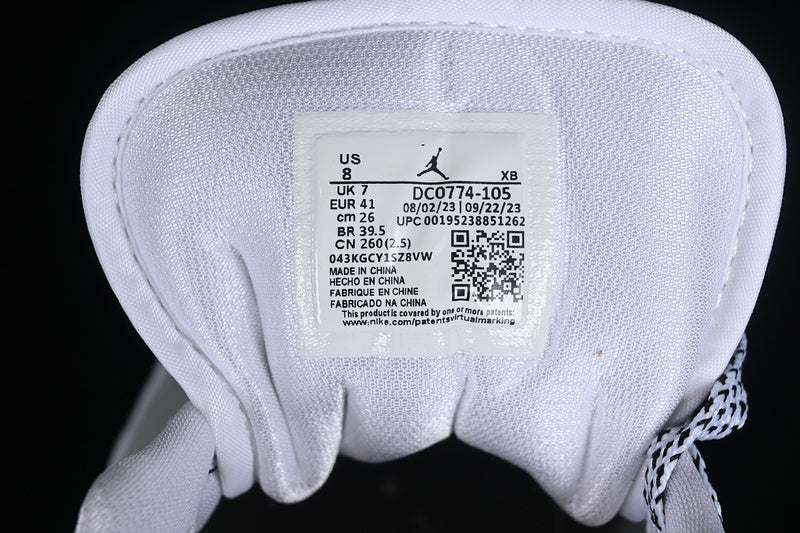 US
8
XB
UK 7
DC0774-105
EUR 41
08/02/23 | 09/22/23
cm 26
UPC 00195238851262
BR 39.5
CN 260(2.5)
043KGCY1SZ8VW
MADE IN CHINA
HECHO EN CHINA
FABRIQUE EN CHINE
FABRICADO NA CHINA
This product is covered by one or more patents:
www.nike.com/patentsvirtualmarking